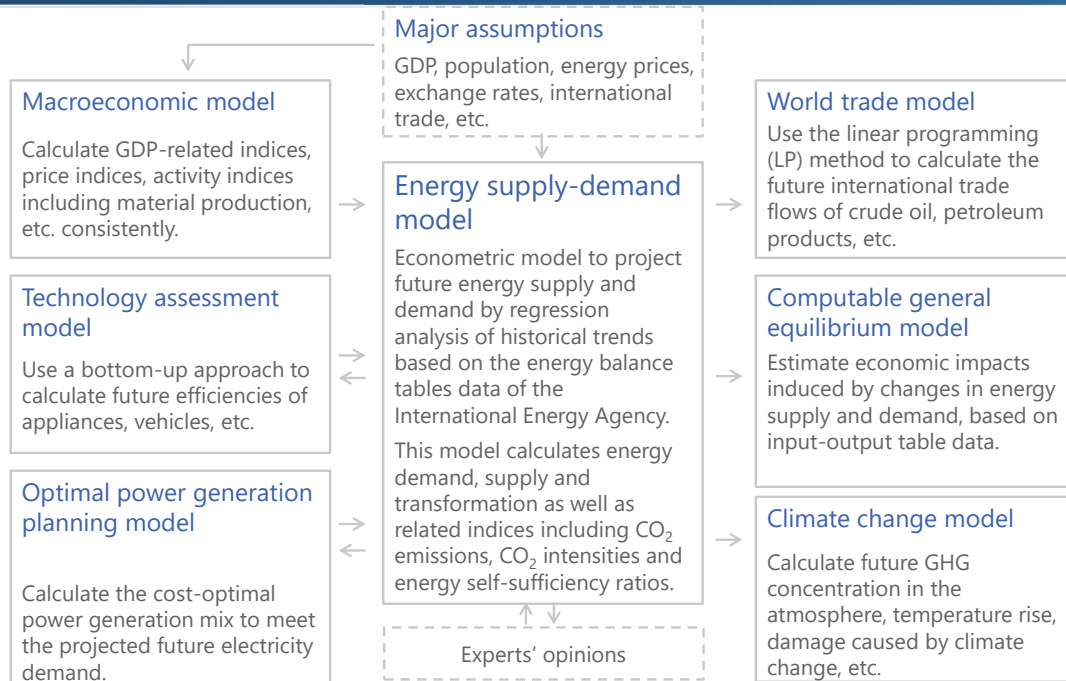 Major assumptions
GDP, population, energy prices,
exchange rates, international
trade, etc.
Macroeconomic model
Calculate GDP-related indices,
price indices, activity indices
including material production,
etc. consistently.
Technology assessment
model
Use a bottom-up approach to
calculate future efficiencies of
appliances, vehicles, etc.
Optimal power generation
planning model
Calculate the cost-optimal
power generation mix to meet
the projected future electricity
demand.
Energy supply-demand
model
Econometric model to project
future energy supply and
demand by regression
analysis of historical trends
based on the energy balance
tables data of the
International Energy Agency.
This model calculates energy
demand, supply and
transformation as well as
related indices including CO₂
emissions, CO₂ intensities and
energy self-sufficiency ratios.
Experts’ opinions
World trade model
Use the linear programming
(LP) method to calculate the
future international trade
flows of crude oil, petroleum
products, etc.
Computable general
equilibrium model
Estimate economic impacts
induced by changes in energy
supply and demand, based on
input-output table data.
Climate change model
Calculate future GHG
concentration in the
atmosphere, temperature rise,
damage caused by climate
change, etc.